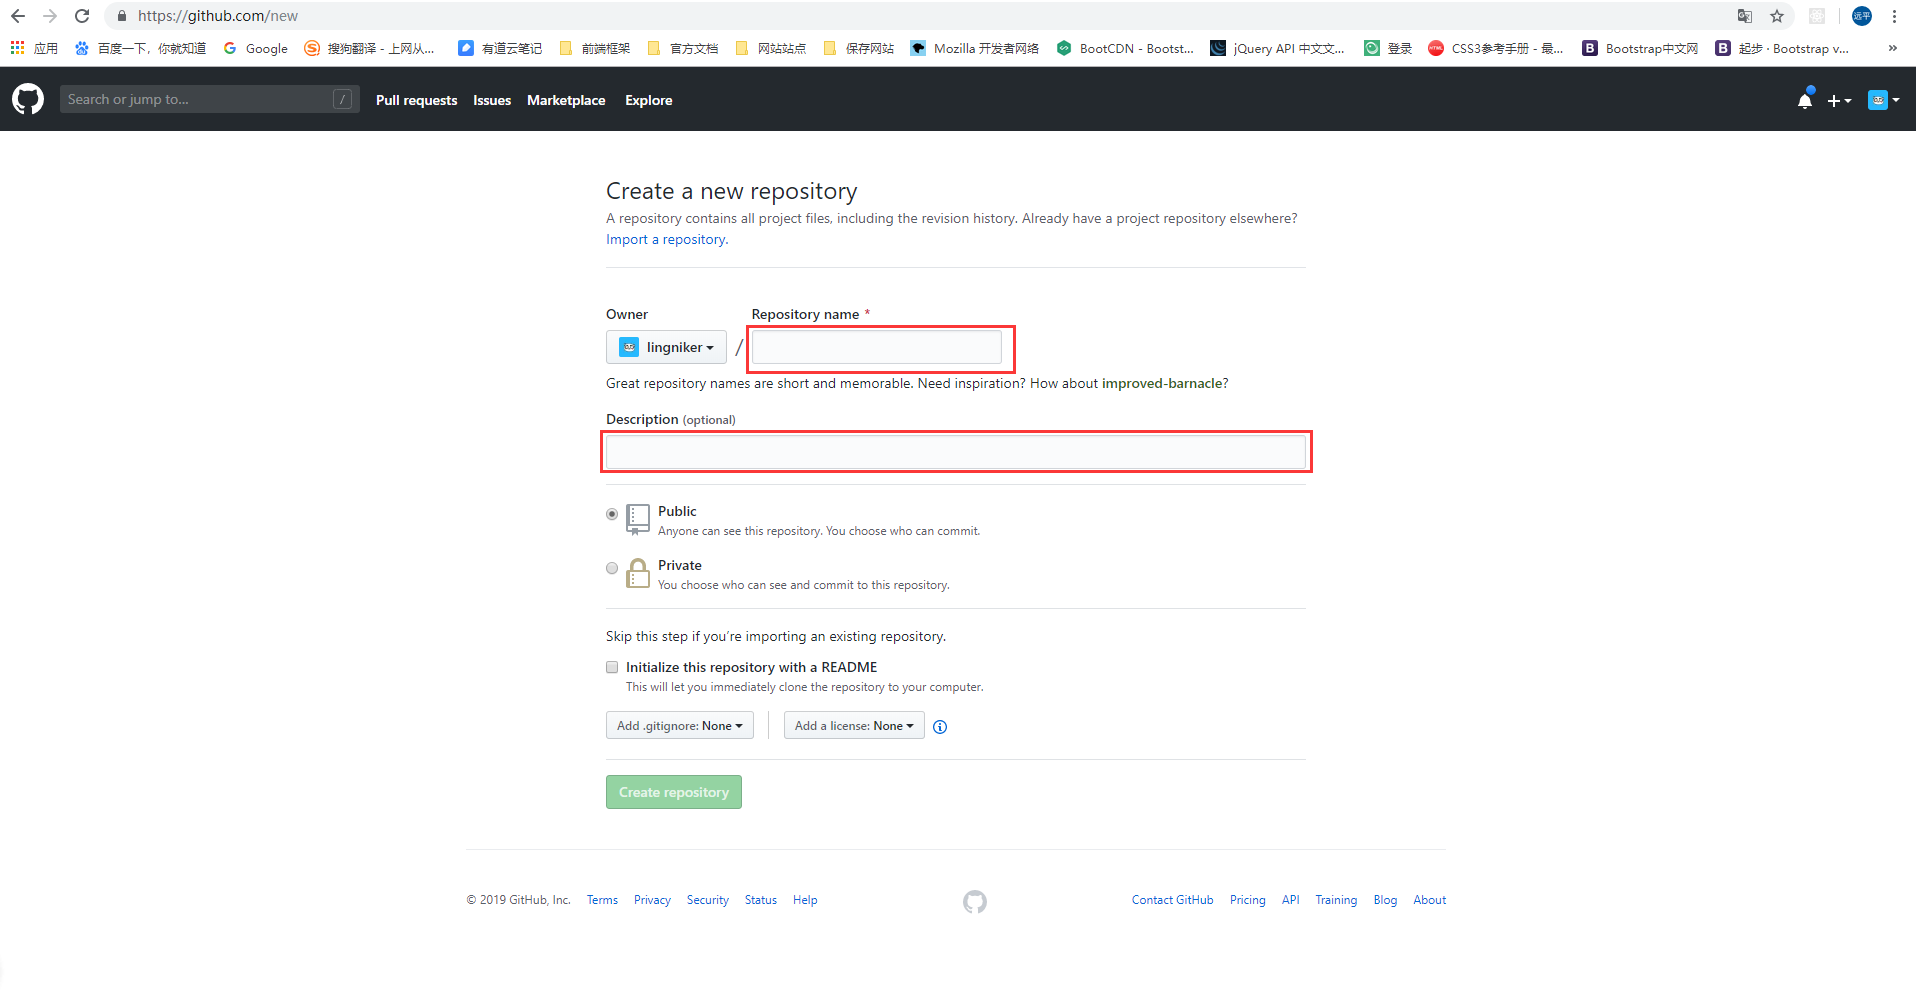 https://github.com/new
应用 百度一下，你就知道 Google 搜狗翻译 - 上网从... 有道云笔记 前端框架 官方文档 网站站点 保存网站 Mozilla 开发者网络 BootCDN - Bootst... jQuery API 中文文... 登录 CSS3参考手册 - 最... Bootstrap中文网 起步 · Bootstrap v... »
Search or jump to... / Pull requests Issues Marketplace Explore
Create a new repository
A repository contains all project files, including the revision history. Already have a project repository elsewhere?
Import a repository.
Owner Repository name *
lingniker /
Great repository names are short and memorable. Need inspiration? How about improved-barnacle?
Description (optional)
Public
Anyone can see this repository. You choose who can commit.
Private
You choose who can see and commit to this repository.
Skip this step if you’re importing an existing repository.
Initialize this repository with a README
This will let you immediately clone the repository to your computer.
Add .gitignore: None Add a license: None
Create repository
© 2019 GitHub, Inc. Terms Privacy Security Status Help Contact GitHub Pricing API Training Blog About